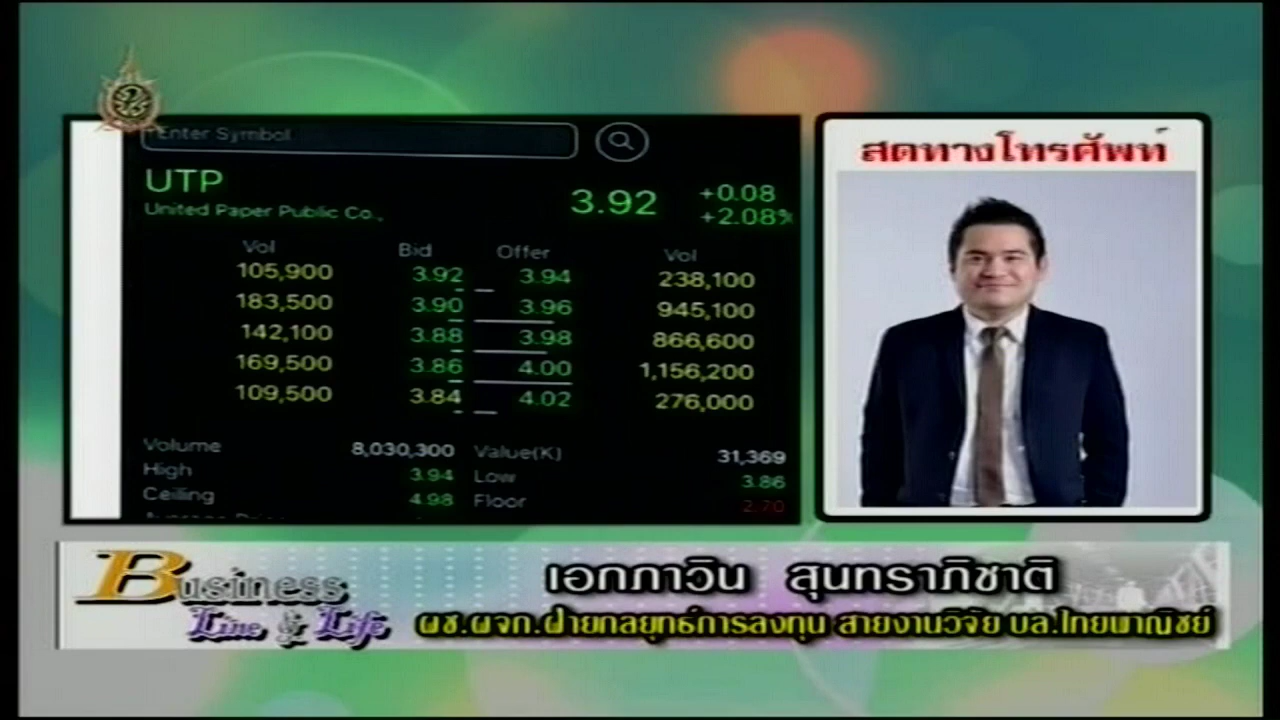 Enter Symbol
UTP
United Paper Public Co.,
3.92
+0.08
+2.08%
Vol Bid Offer Vol
105,900 3.92 3.94 238,100
183,500 3.90 3.96 945,100
142,100 3.88 3.98 866,600
169,500 3.86 4.00 1,156,200
109,500 3.84 4.02 276,000
Volume 8,030,300 Value(K) 31,369
High 3.94 Low 3.86
Ceiling 4.98 Floor 2.70
สดทางโทรศัพท์
Business
Line & Life
เอกภาวิน สุนทราภิชาติ
ผช.ผจก.ฝ่ายกลยุทธ์การลงทุน สายงานวิจัย บล.ไทยพาณิชย์